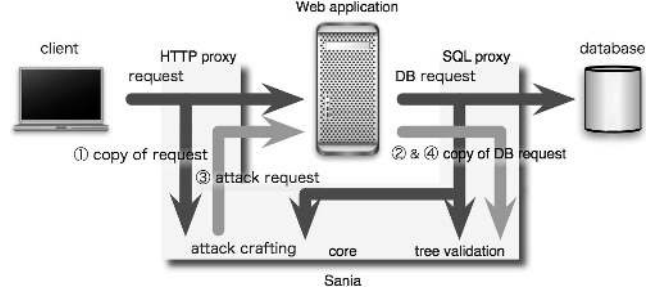 Web application
client
HTTP proxy
SQL proxy
database
request
DB request
① copy of request
② & ④ copy of DB request
③ attack request
attack crafting
core
tree validation
Sania